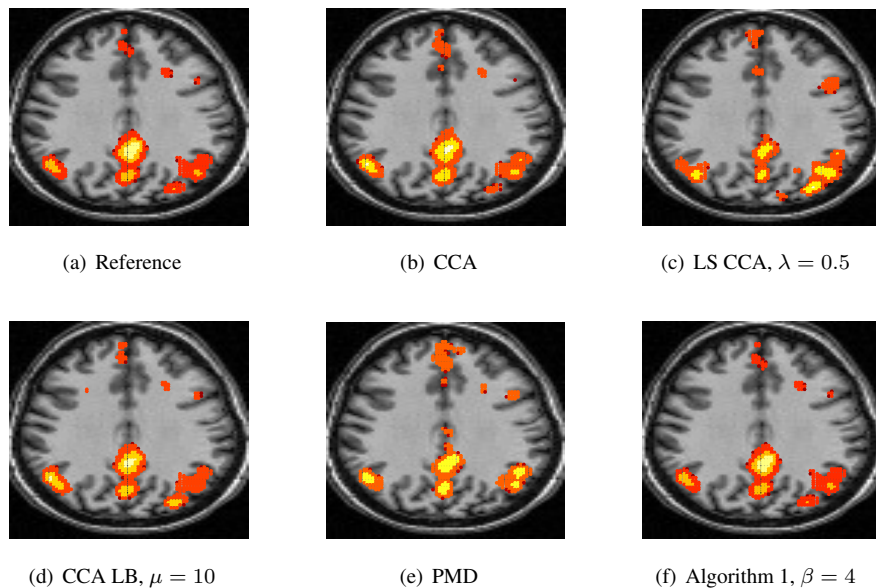 (a) Reference
(b) CCA
(c) LS CCA, λ = 0.5
(d) CCA LB, μ = 10
(e) PMD
(f) Algorithm 1, β = 4